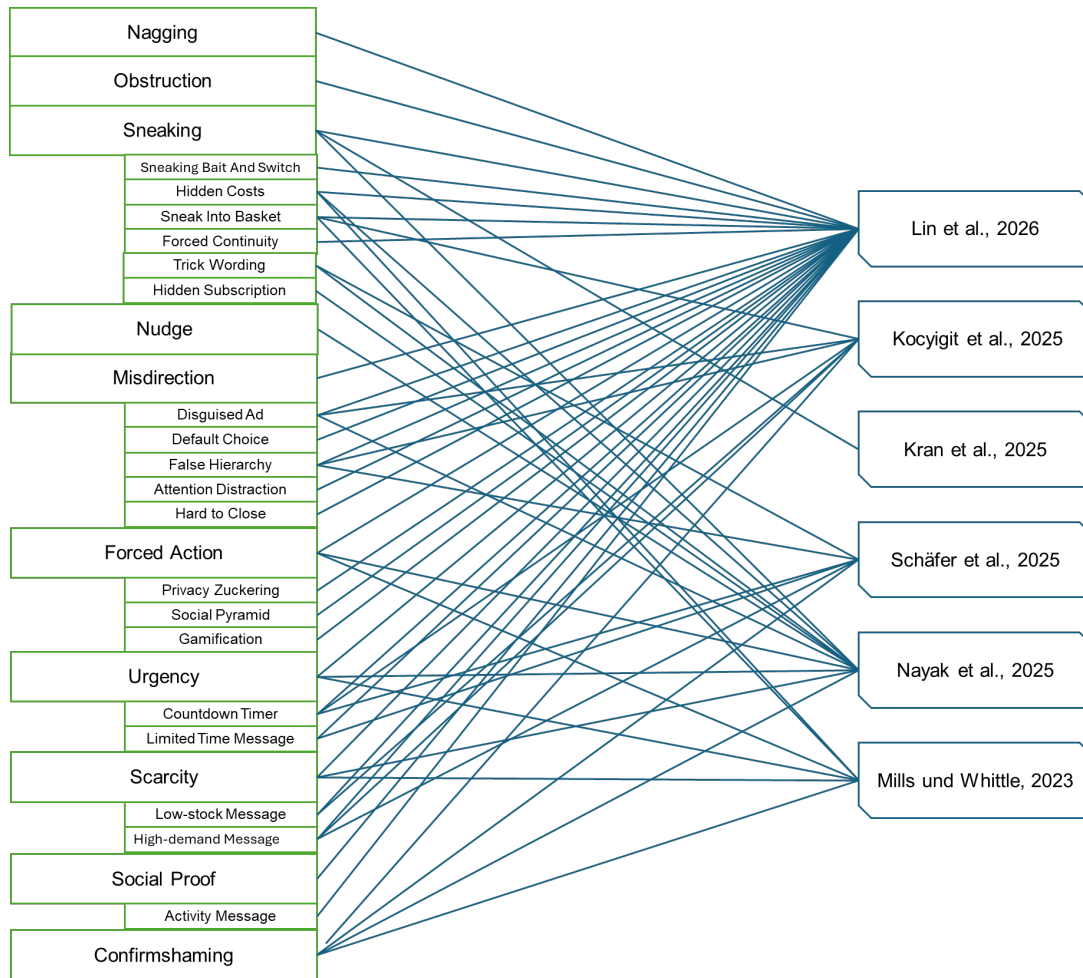 Nagging
Obstruction
Sneaking
Sneaking Bait And Switch
Hidden Costs
Sneak Into Basket
Forced Continuity
Trick Wording
Hidden Subscription
Nudge
Misdirection
Disguised Ad
Default Choice
False Hierarchy
Attention Distraction
Hard to Close
Forced Action
Privacy Zuckering
Social Pyramid
Gamification
Urgency
Countdown Timer
Limited Time Message
Scarcity
Low-stock Message
High-demand Message
Social Proof
Activity Message
Confirmshaming
Lin et al., 2026
Kocyigit et al., 2025
Kran et al., 2025
Schäfer et al., 2025
Nayak et al., 2025
Mills und Whittle, 2023